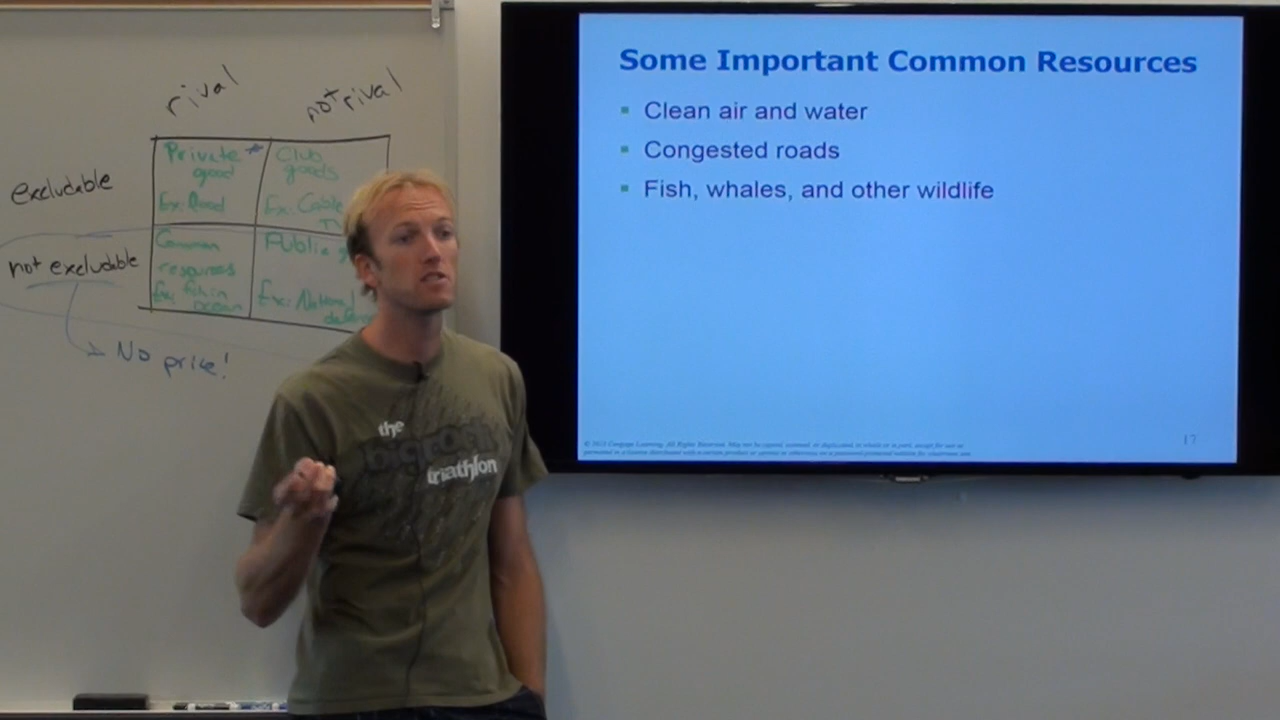 rival
not rival
excludable
Private
good
Ex: Food
Club
goods
Ex: Cable
not excludable
Common
resources
Ex: fish in
ocean
Public
Ex: National
No price!
the
triathlon
Some Important Common Resources
Clean air and water
Congested roads
Fish, whales, and other wildlife
17